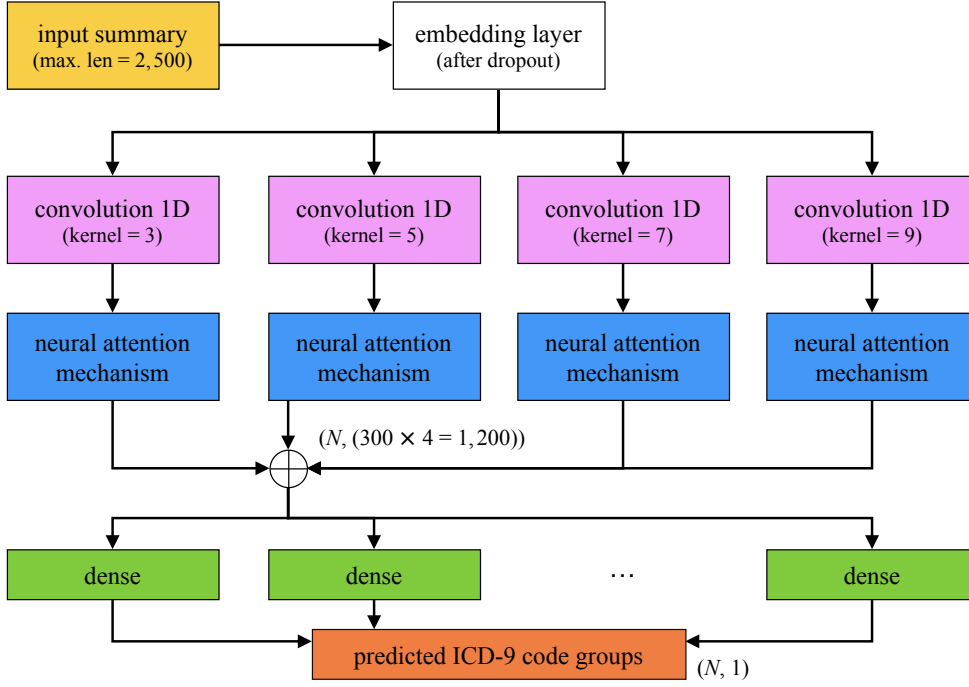 input summary
(max. len = 2, 500)
embedding layer
(after dropout)
convolution 1D
(kernel = 3)
convolution 1D
(kernel = 5)
convolution 1D
(kernel = 7)
convolution 1D
(kernel = 9)
neural attention
mechanism
neural attention
mechanism
neural attention
mechanism
neural attention
mechanism
(N, (300 × 4 = 1, 200))
dense
dense
...
dense
predicted ICD-9 code groups
(N, 1)